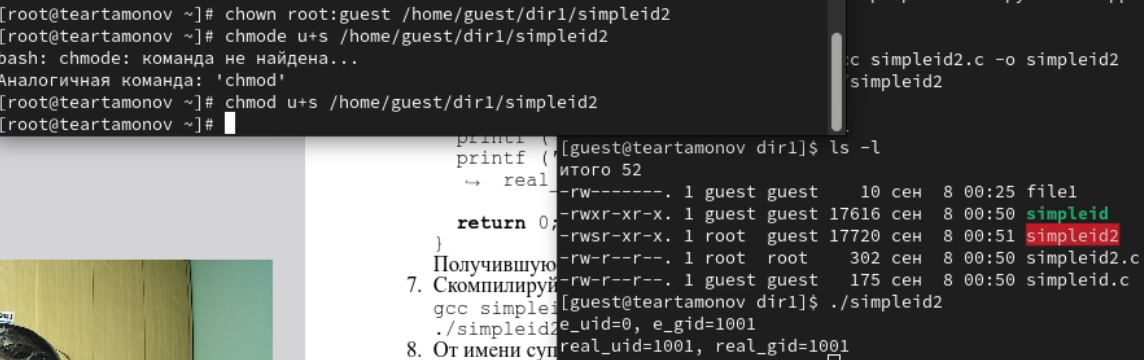 [root@teartamonov ~]# chown root:guest /home/guest/dir1/simpleid2
[root@teartamonov ~]# chmode u+s /home/guest/dir1/simpleid2
bash: chmode: команда не найдена...
Аналогичная команда: 'chmod'
[root@teartamonov ~]# chmod u+s /home/guest/dir1/simpleid2
[root@teartamonov ~]#
printf (
printf ("
↪ real_
return 0;
}
Получившуюс
7. Скомпилируй
gcc simplei
./simpleid2
8. От имени суп
c simpleid2.c -o simpleid2
simpleid2
[guest@teartamonov dir1]$ ls -l
итого 52
-rw-------. 1 guest guest 10 сен 8 00:25 file1
-rwxr-xr-x. 1 guest guest 17616 сен 8 00:50 simpleid
-rwsr-xr-x. 1 root guest 17720 сен 8 00:51 simpleid2
-rw-r--r--. 1 root root 302 сен 8 00:50 simpleid2.c
-rw-r--r--. 1 guest guest 175 сен 8 00:50 simpleid.c
[guest@teartamonov dir1]$ ./simpleid2
e_uid=0, e_gid=1001
real_uid=1001, real_gid=1001